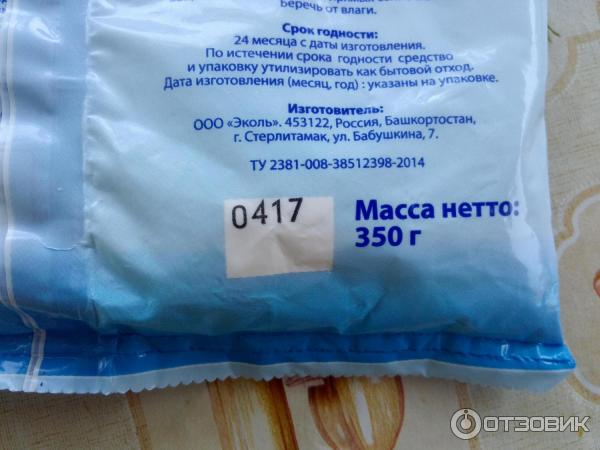 Беречь от влаги.
Срок годности:
24 месяца с даты изготовления.
По истечении срока годности средство
и упаковку утилизировать как бытовой отход.
Дата изготовления (месяц, год) : указаны на упаковке.
Изготовитель:
ООО «Эколь». 453122, Россия, Башкортостан,
г. Стерлитамак, ул. Бабушкина, 7.
ТУ 2381-008-38512398-2014
0417
Масса нетто:
350 г
ОТЗОВИК